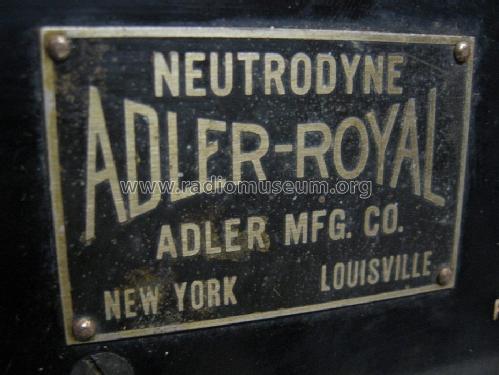 NEUTRODYNE
ADLER-ROYAL
www.radiomuseum.org
ADLER MFG. CO.
NEW YORK LOUISVILLE